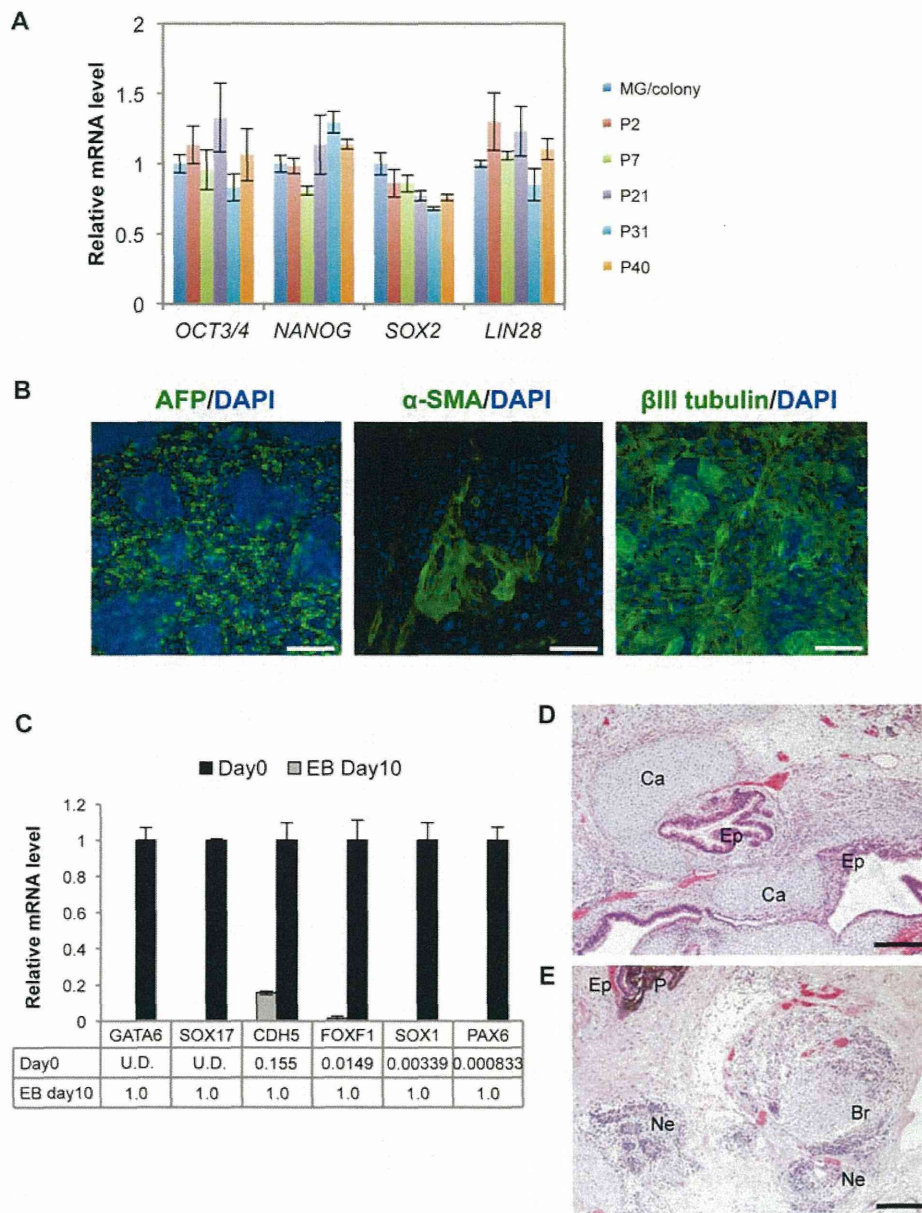 A
Relative mRNA level
2
1.5
1
0.5
0
OCT3/4 NANOG SOX2 LIN28
MG/colony
P2
P7
P21
P31
P40
B
AFP/DAPI α-SMA/DAPI βIII tubulin/DAPI
C
Day0 EB Day10
Relative mRNA level
1.2
1
0.8
0.6
0.4
0.2
0
GATA6 SOX17 CDH5 FOXF1 SOX1 PAX6
Day0 U.D. U.D. 0.155 0.0149 0.00339 0.000833
EB day10 1.0 1.0 1.0 1.0 1.0 1.0
D
Ca
Ep
Ep
Ca
E
Ep P
Br
Ne
Ne